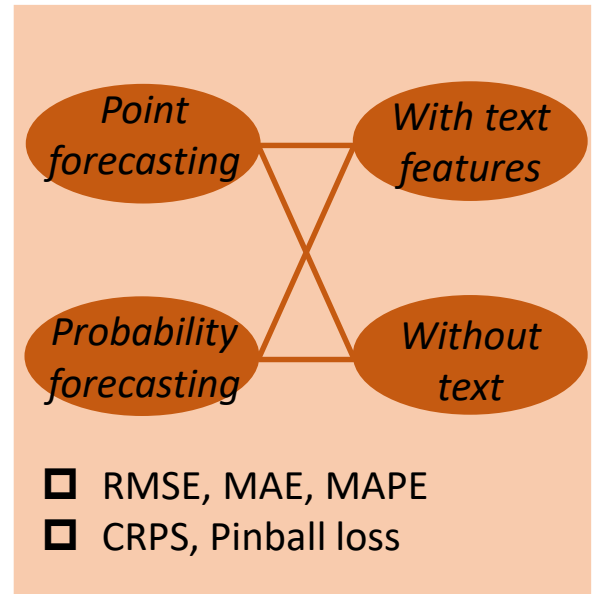 Point
forecasting
With text
features
Probability
forecasting
Without
text
RMSE, MAE, MAPE
CRPS, Pinball loss